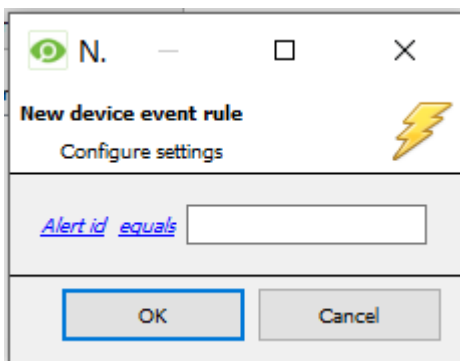 N.
New device event rule
Configure settings
Alert id equals
OK Cancel